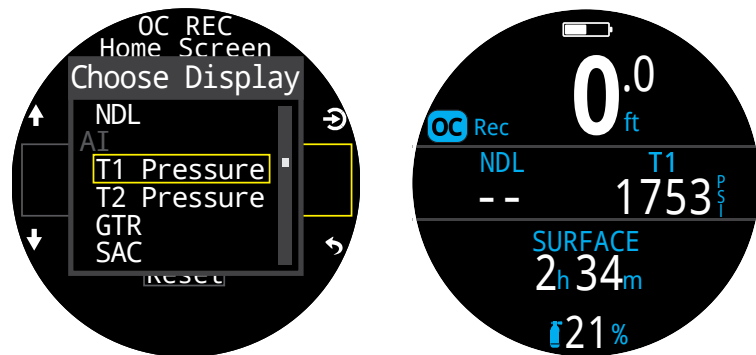 OC REC
Home Screen
Choose Display
NDL
AI
T1 Pressure
T2 Pressure
GTR
SAC
Reset
0.0
ft
OC Rec
NDL T1
-- 1753 PSI
SURFACE
2h 34m
21%